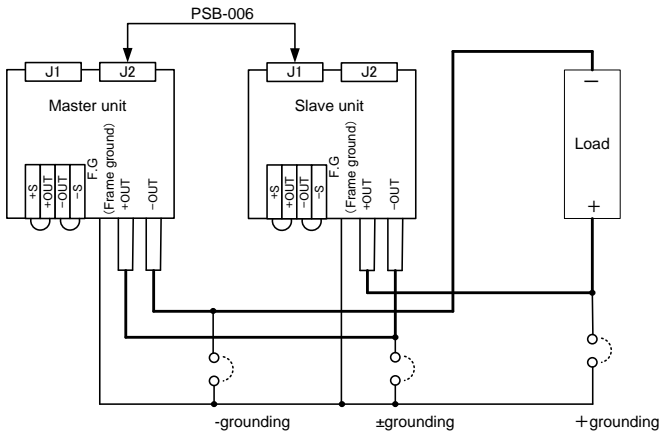 PSB-006
J1
J2
J1
J2
Master unit
Slave unit
Load
－
＋
+S
+OUT
−OUT
−S
F.G
(Frame ground)
+OUT
−OUT
+S
+OUT
−OUT
−S
F.G
(Frame ground)
+OUT
−OUT
-grounding
±grounding
＋grounding